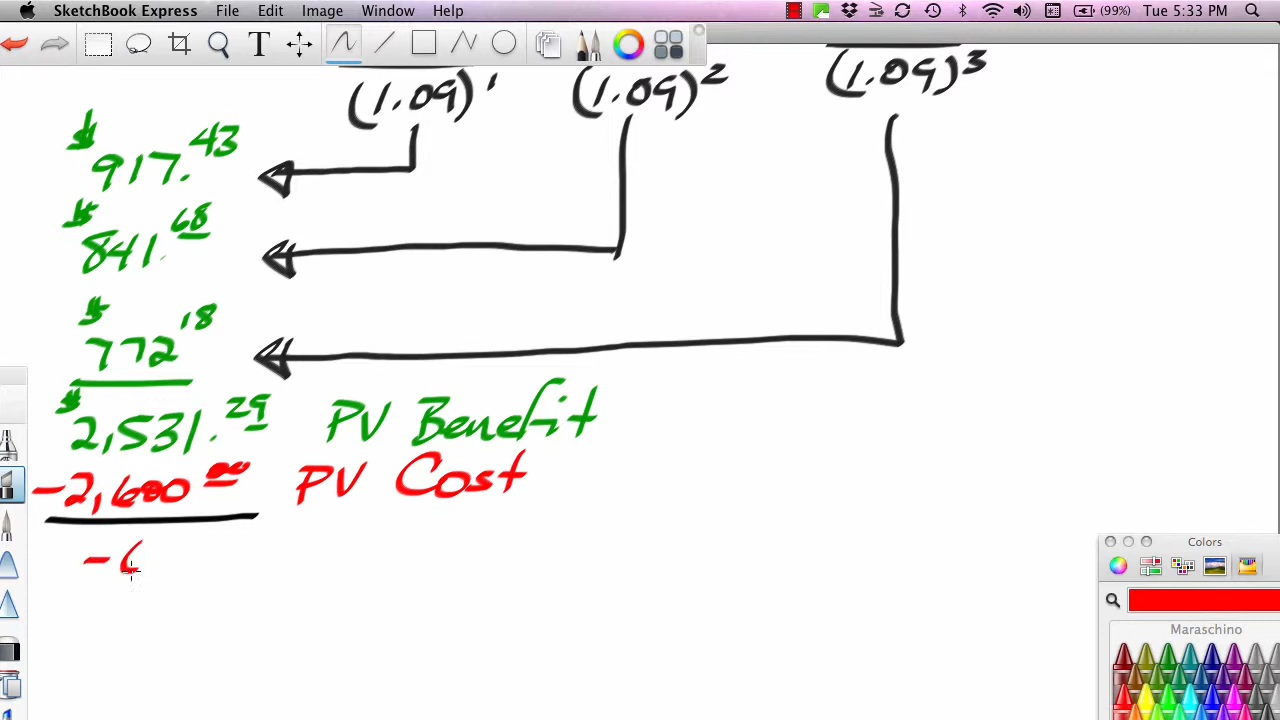 SketchBook Express File Edit Image Window Help (99%) Tue 5:33 PM
T
(1.09)¹ (1.09)² (1.09)³
$917.43
$841.68
$772 18
$2,531.29 PV Benefit
-2,600 00 PV Cost
-6
Colors
Maraschino